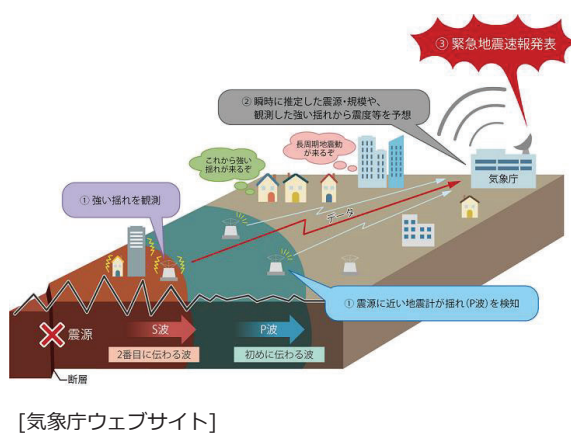 ③ 緊急地震速報発表
② 瞬時に推定した震源・規模や、
観測した強い揺れから震度等を予想
長周期地震動
が来るぞ
これから強い
揺れが来るぞ
気象庁
① 強い揺れを観測
データ
① 震源に近い地震計が揺れ(P波)を検知
震源
S波
P波
2番目に伝わる波
初めに伝わる波
断層
[気象庁ウェブサイト]